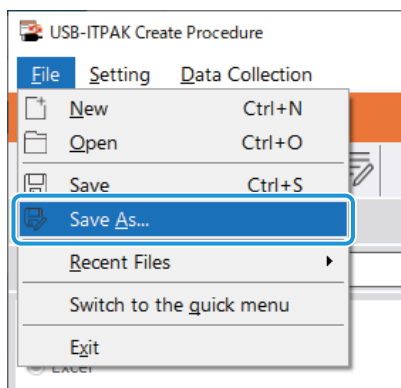 USB-ITPAK Create Procedure
File Setting Data Collection
New Ctrl+N
Open Ctrl+O
Save Ctrl+S
Save As...
Recent Files
Switch to the quick menu
Exit
Excel